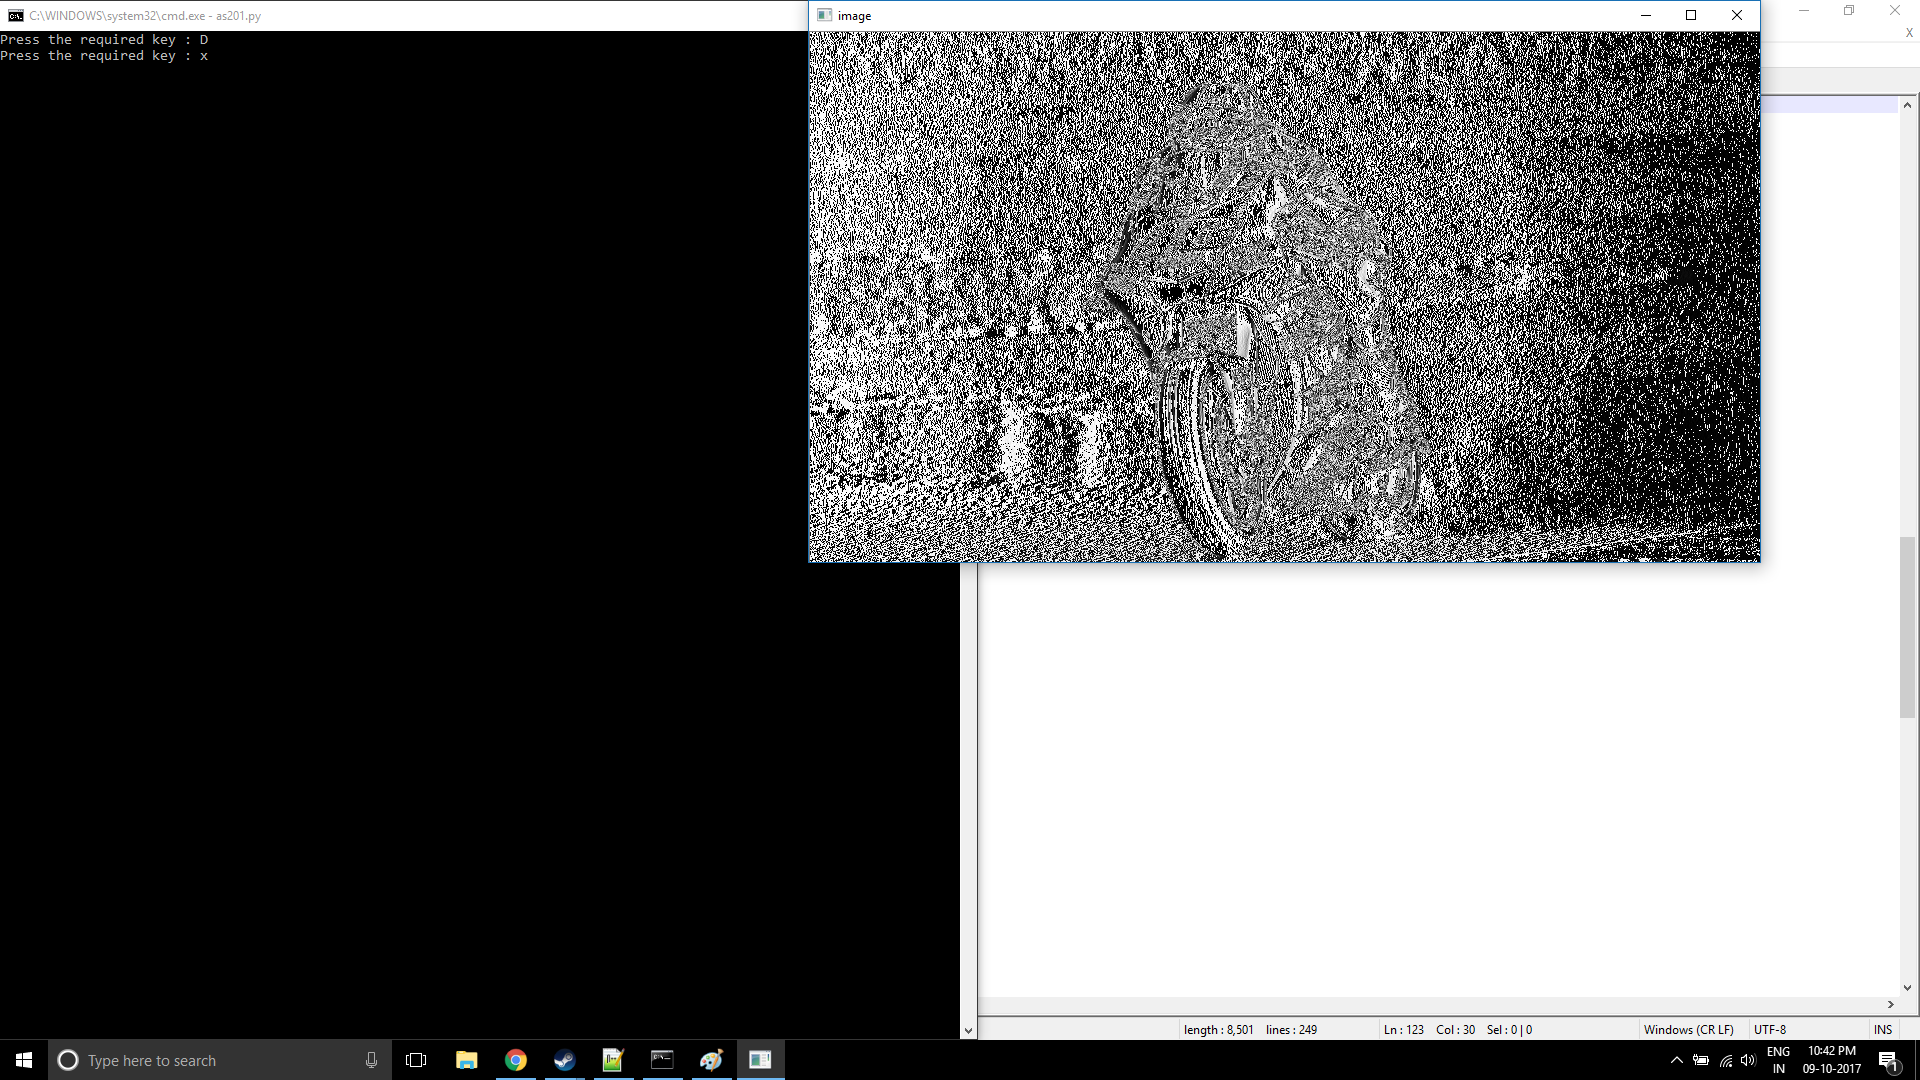 C:\WINDOWS\system32\cmd.exe - as201.py
Press the required key : D
Press the required key : x
image
X
length : 8,501 lines : 249
Ln : 123 Col : 30 Sel : 0 | 0
Windows (CR LF)
UTF-8
INS
Type here to search
ENG
IN
10:42 PM
09-10-2017
1